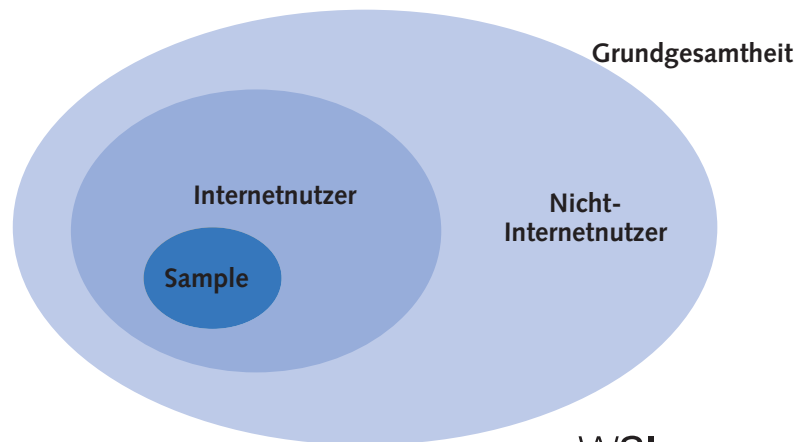 Grundgesamtheit
Internetnutzer
Nicht-
Internetnutzer
Sample